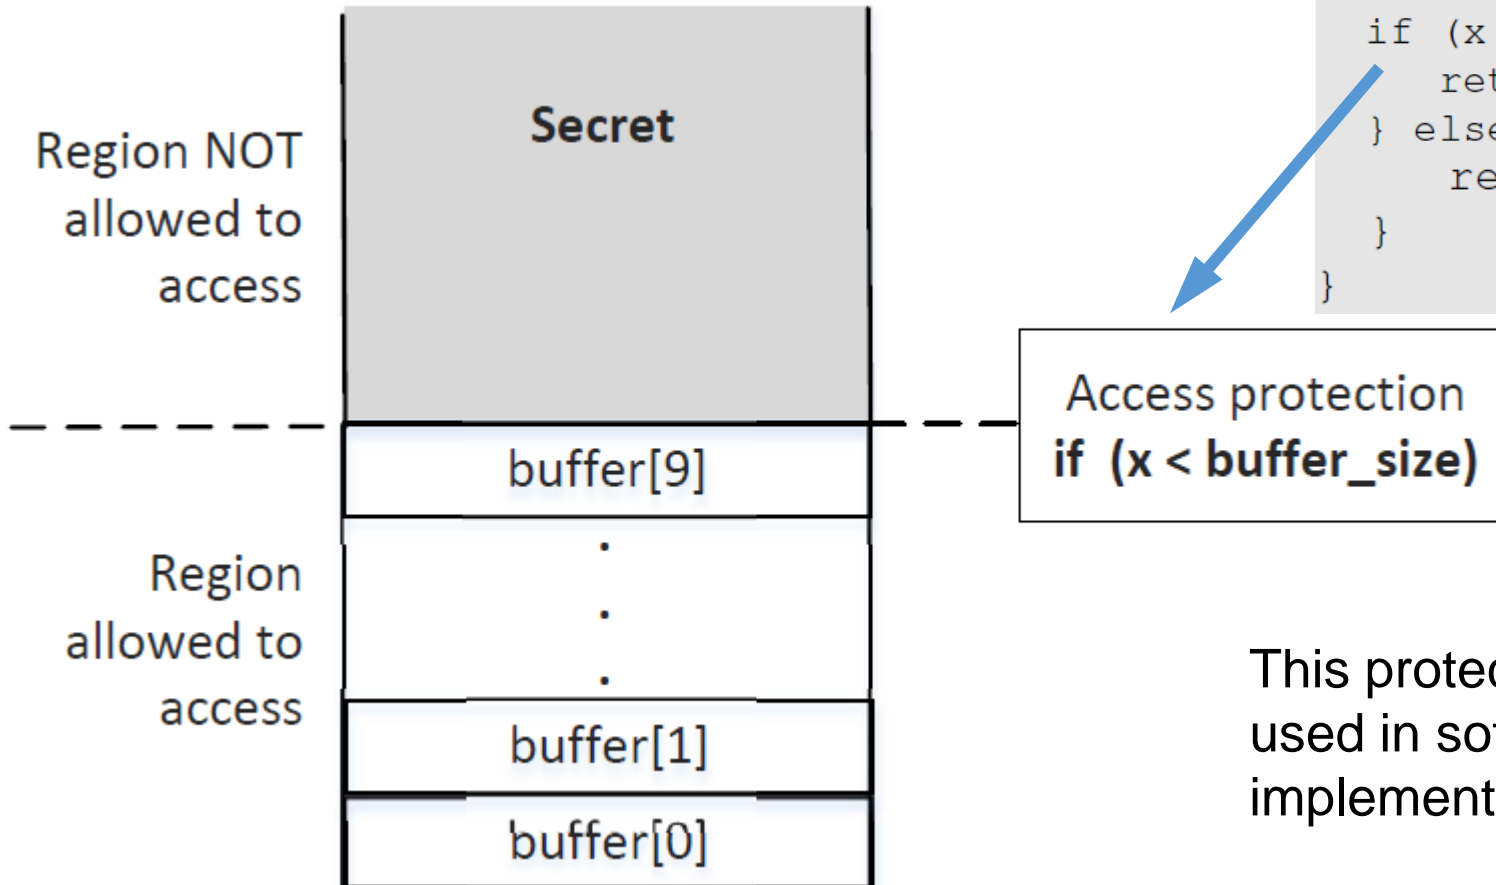 Region NOT
allowed to
access
Secret
if (x
ret
} else
re
}
}
Access protection
if (x < buffer_size)
buffer[9]
.
.
.
buffer[1]
buffer[0]
Region
allowed to
access
This protec
used in sof
implement